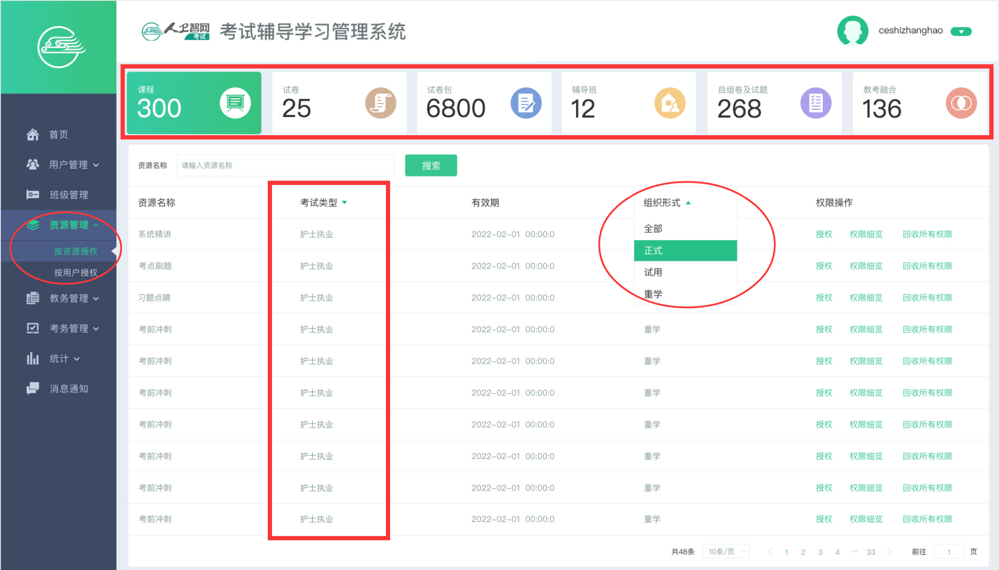 人卫智网
考试
考试辅导学习管理系统
ceshizhanghao
首页
用户管理
班级管理
资源管理
按资源授权
按用户授权
教务管理
考务管理
统计
消息通知
课程
300
试卷
25
试卷包
6800
辅导班
12
自组卷及试题
268
教考融合
136
资源名称 请输入资源名称 搜索
资源名称 考试类型 有效期 组织形式 权限操作
全部
正式
试用
重学
系统精讲 护士执业 2022-02-01 00:00:0 授权 权限细览 回收所有权限
考点刷题 护士执业 2022-02-01 00:00:0 授权 权限细览 回收所有权限
习题点睛 护士执业 2022-02-01 00:00:0 授权 权限细览 回收所有权限
考前冲刺 护士执业 2022-02-01 00:00:0 重学 授权 权限细览 回收所有权限
考前冲刺 护士执业 2022-02-01 00:00:0 重学 授权 权限细览 回收所有权限
考前冲刺 护士执业 2022-02-01 00:00:0 重学 授权 权限细览 回收所有权限
考前冲刺 护士执业 2022-02-01 00:00:0 重学 授权 权限细览 回收所有权限
考前冲刺 护士执业 2022-02-01 00:00:0 重学 授权 权限细览 回收所有权限
考前冲刺 护士执业 2022-02-01 00:00:0 重学 授权 权限细览 回收所有权限
考前冲刺 护士执业 2022-02-01 00:00:0 重学 授权 权限细览 回收所有权限
共48条 10条/页 1 2 3 4 ··· 33 前往 1 页